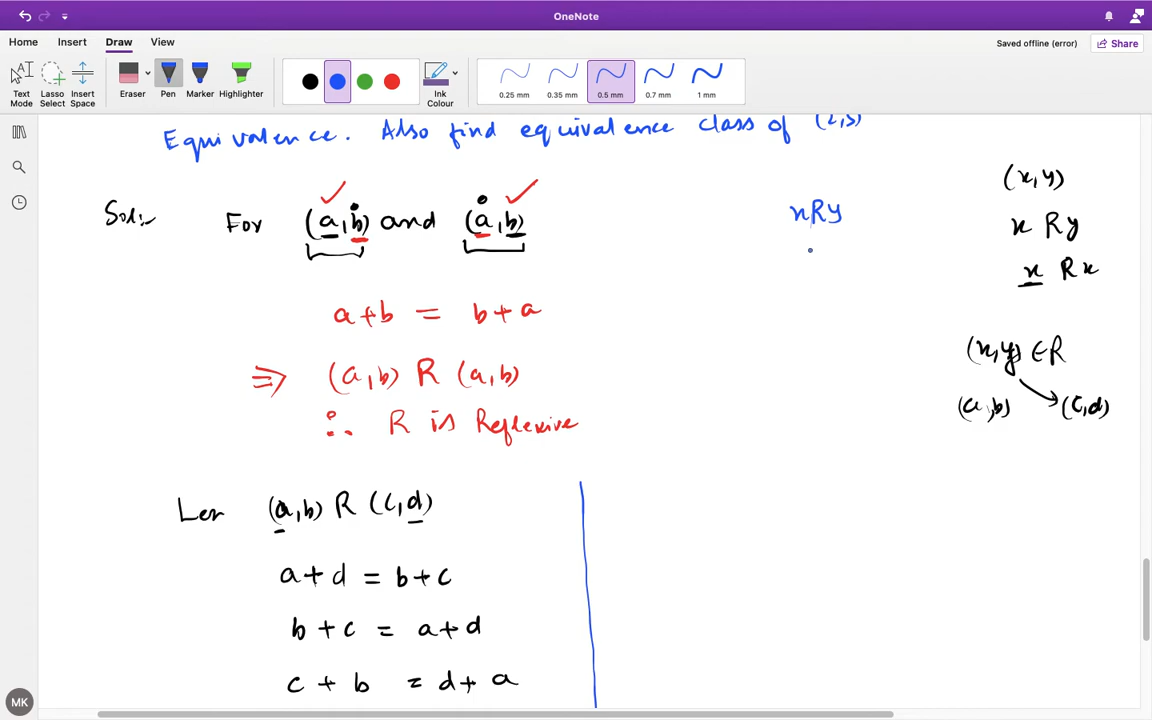 OneNote
Home Insert Draw View
Saved offline (error) Share
Text Mode
Lasso Select
Insert Space
Eraser
Pen
Marker
Highlighter
Ink Colour
0.25 mm 0.35 mm 0.5 mm 0.7 mm 1 mm
Equivalence. Also find equivalence class of
Sol:- For (a,b) and (a,b)
a+b = b+a
⇒ (a,b) R (a,b)
∴ R is Reflexive
Let (a,b) R (c,d)
a+d = b+c
b+c = a+d
c+b = d+a
xRy
(x,y)
x Ry
x Rx
(x,y) ∈R
(a,b) (c,d)
MK